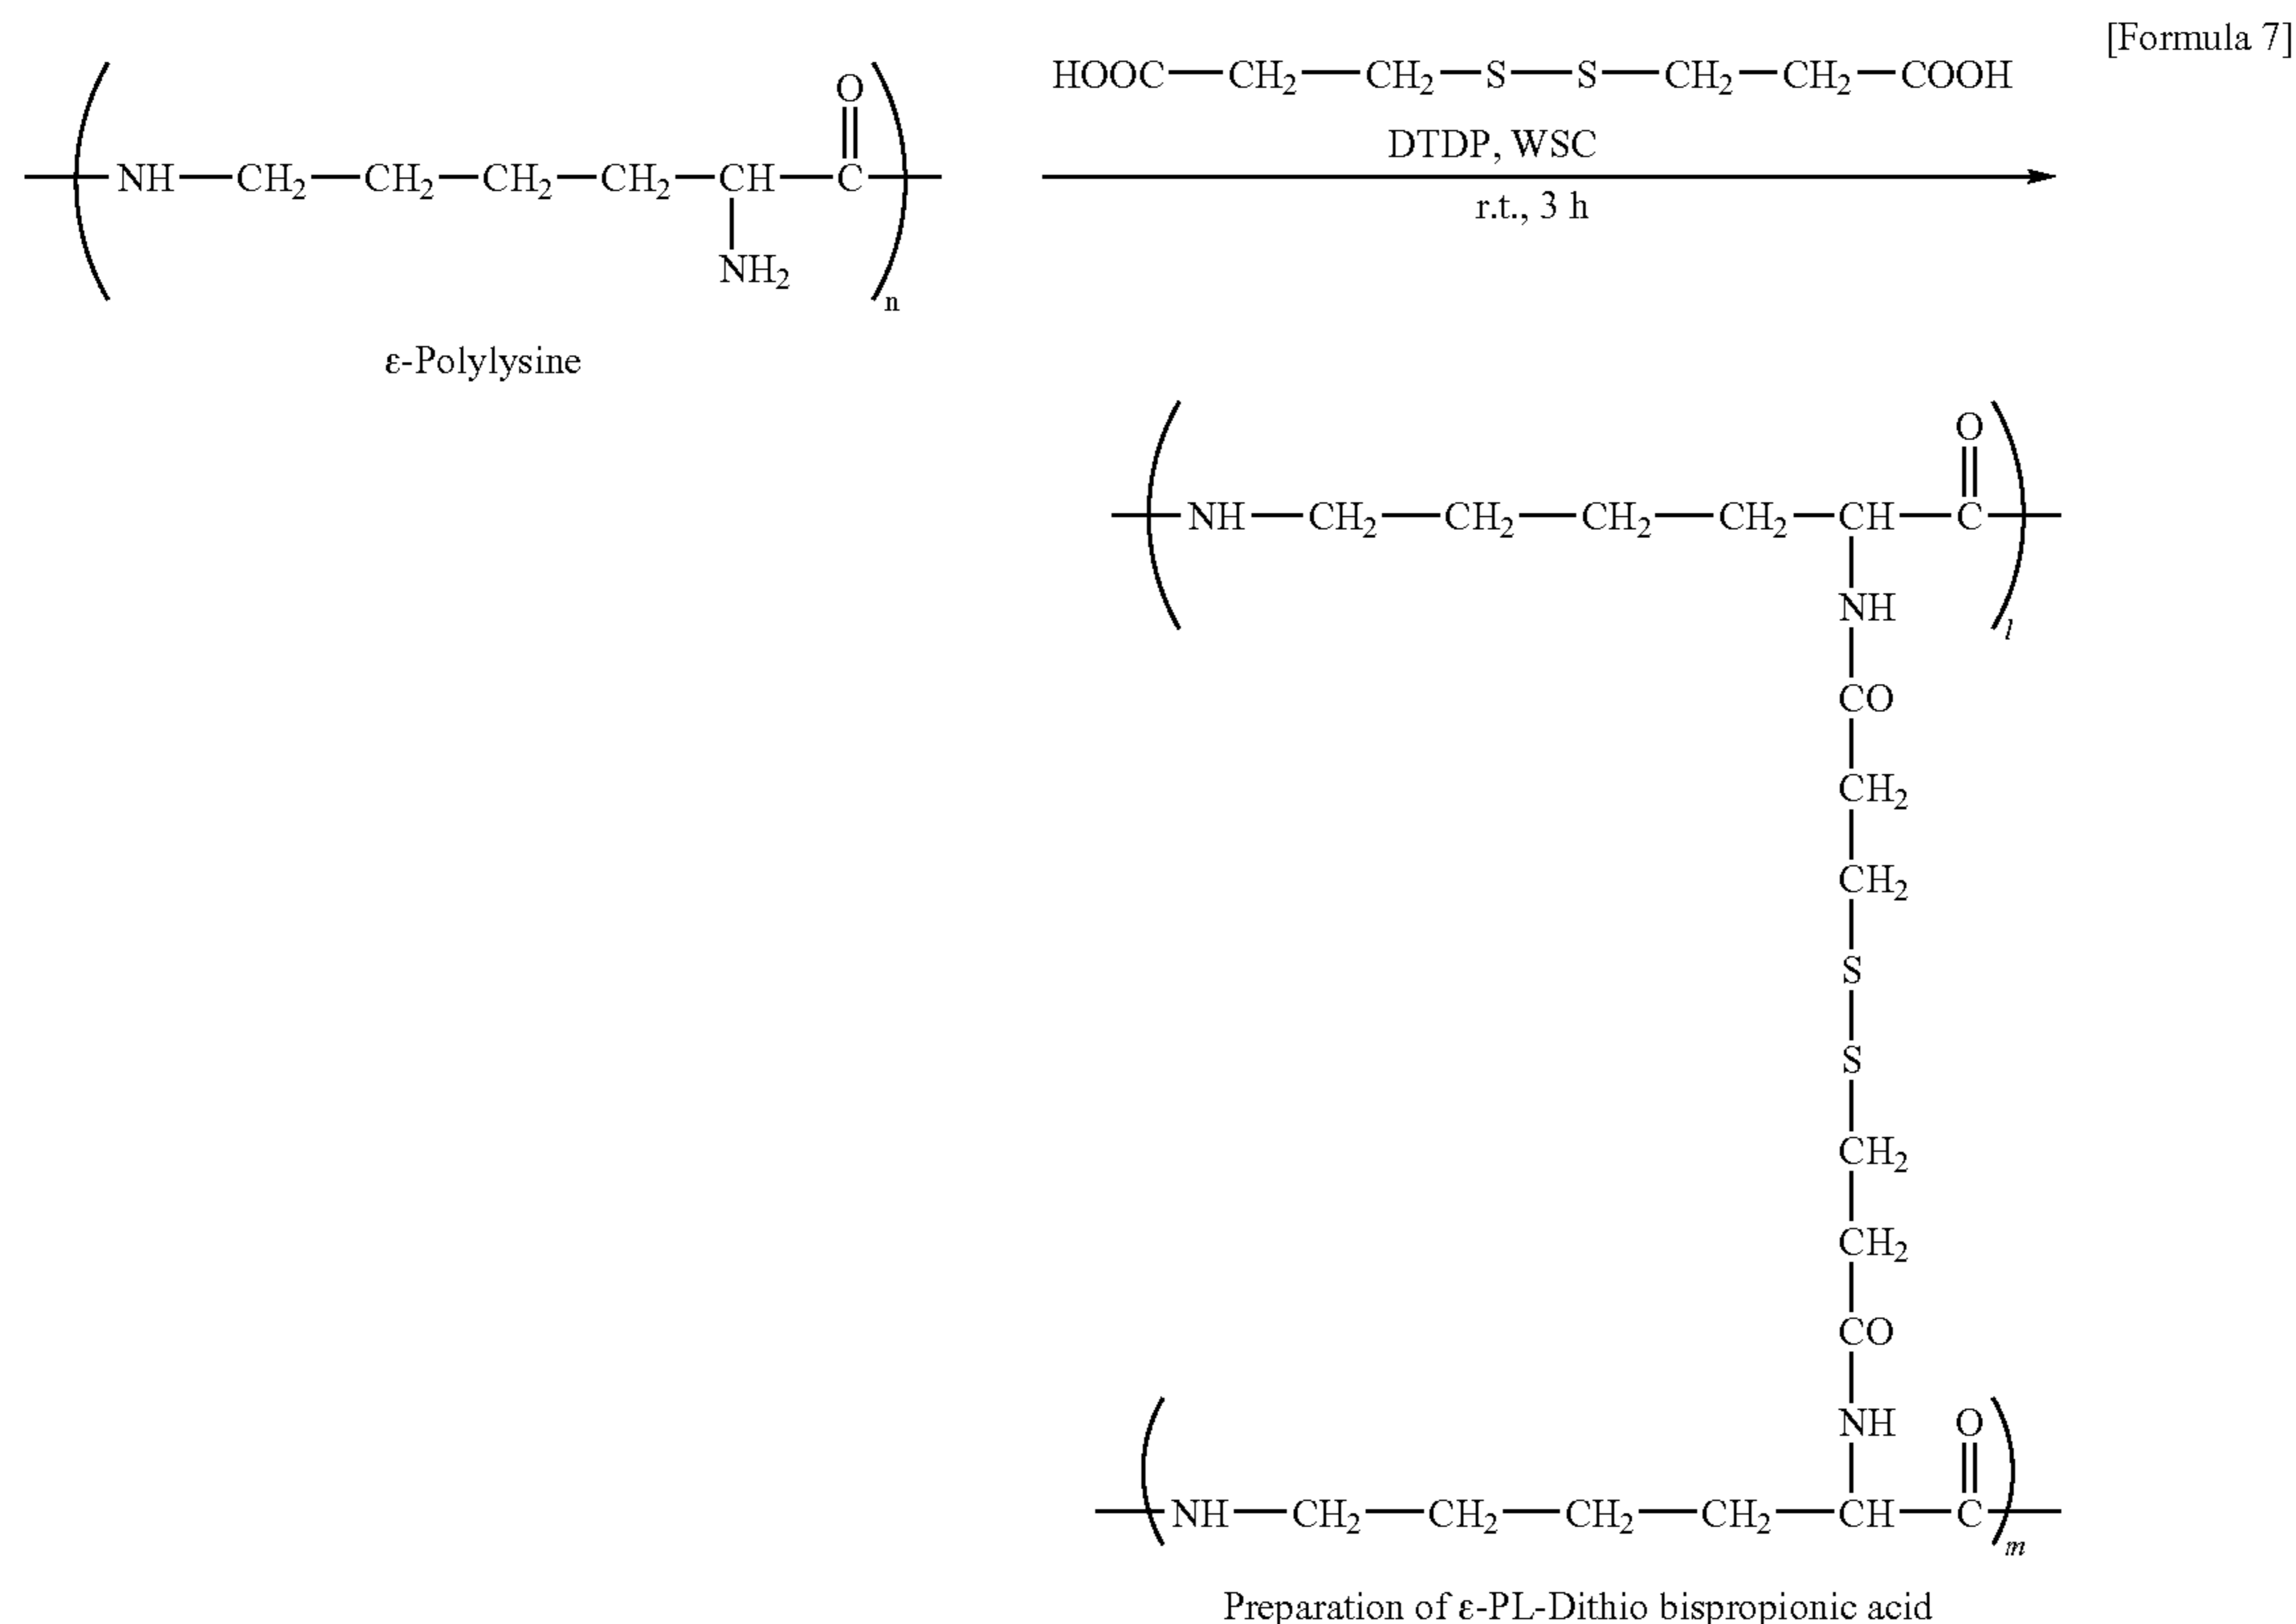 [Formula 7]
HOOC—CH₂—CH₂—S—S—CH₂—CH₂—COOH
DTDP, WSC
r.t., 3 h
O
NH—CH₂—CH₂—CH₂—CH₂—CH—C
NH₂
n
ε-Polylysine
O
NH—CH₂—CH₂—CH₂—CH₂—CH—C
NH
l
CO
CH₂
CH₂
S
S
CH₂
CH₂
CO
NH O
NH—CH₂—CH₂—CH₂—CH₂—CH—C
m
Preparation of ε-PL-Dithio bispropionic acid